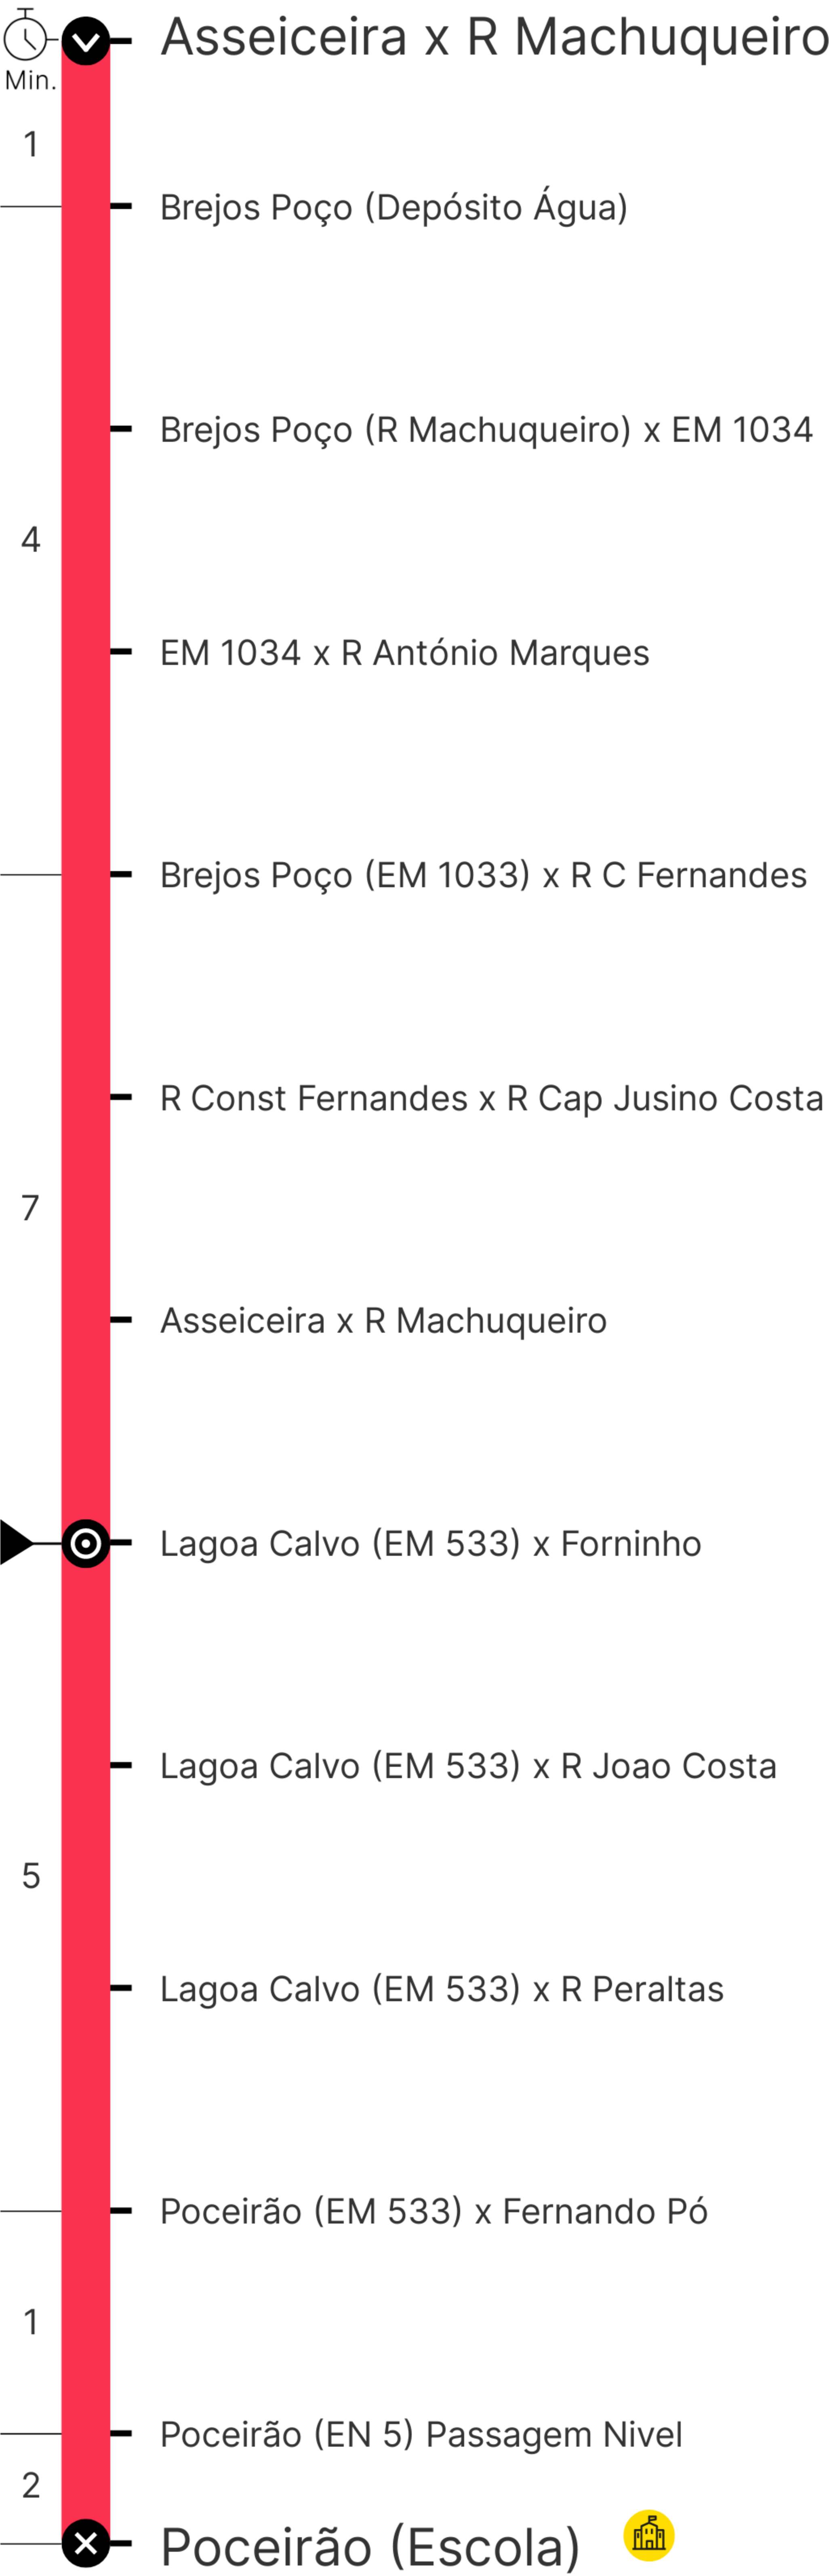 Asseiceira x R Machuqueiro
Min.
1
Brejos Poço (Depósito Água)
Brejos Poço (R Machuqueiro) x EM 1034
4
EM 1034 x R António Marques
Brejos Poço (EM 1033) x R C Fernandes
R Const Fernandes x R Cap Jusino Costa
7
Asseiceira x R Machuqueiro
Lagoa Calvo (EM 533) x Forninho
Lagoa Calvo (EM 533) x R Joao Costa
5
Lagoa Calvo (EM 533) x R Peraltas
Poceirão (EM 533) x Fernando Pó
1
Poceirão (EN 5) Passagem Nivel
2
Poceirão (Escola)